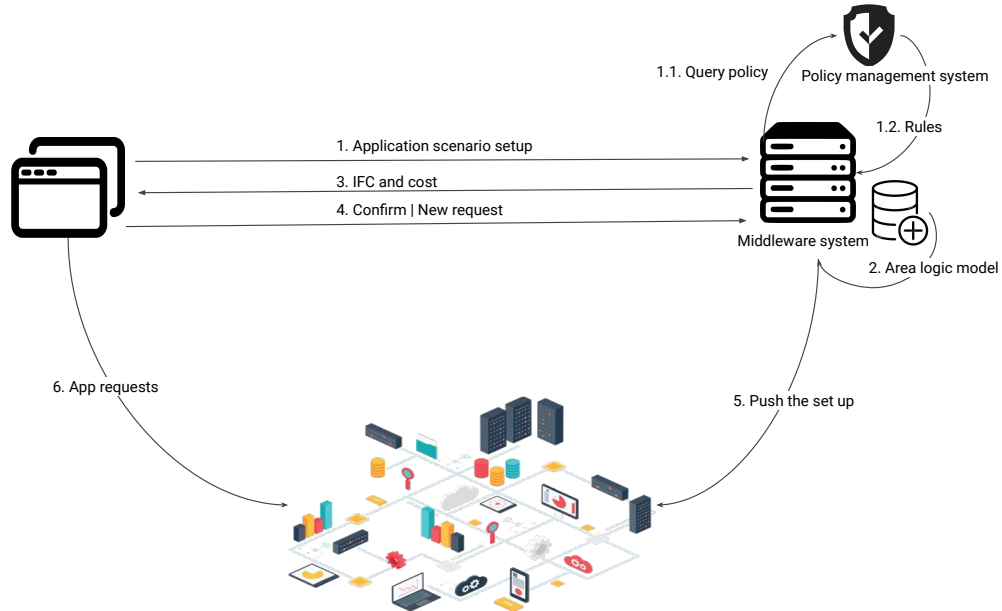 1.1. Query policy
Policy management system
1.2. Rules
1. Application scenario setup
3. IFC and cost
4. Confirm | New request
Middleware system
2. Area logic model
6. App requests
5. Push the set up